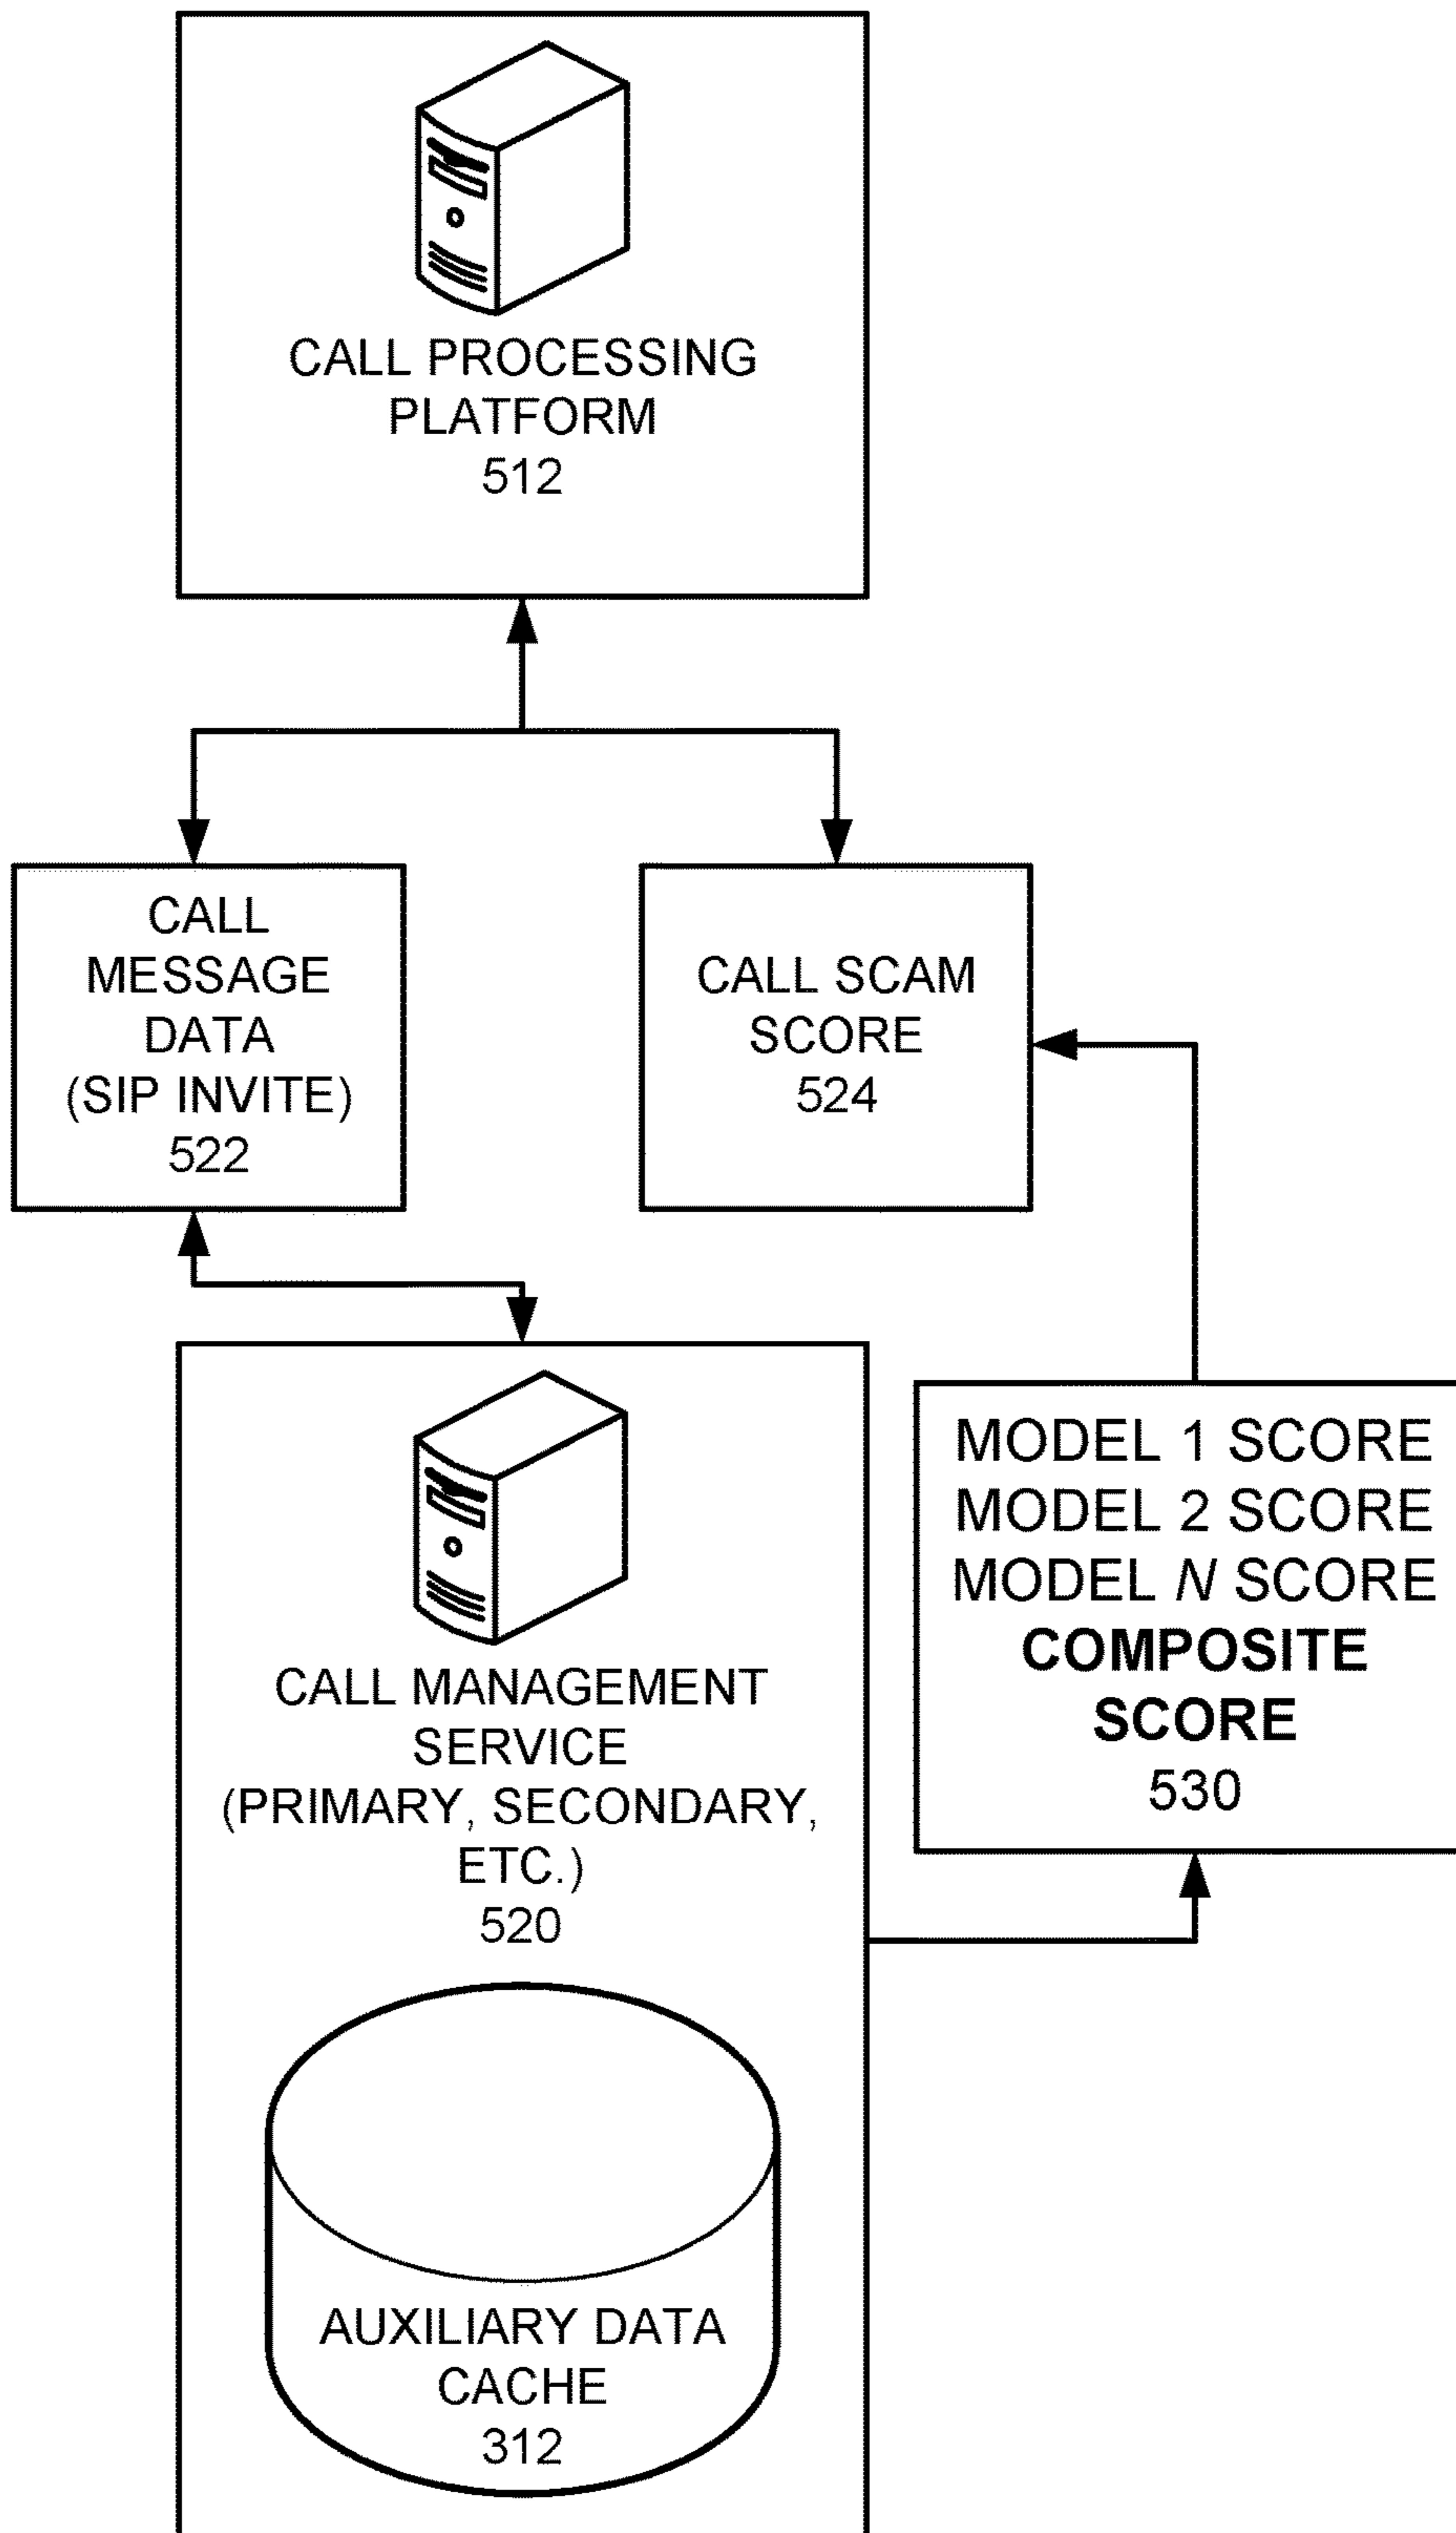 CALL PROCESSING
PLATFORM
512
CALL
MESSAGE
DATA
(SIP INVITE)
522
CALL SCAM
SCORE
524
CALL MANAGEMENT
SERVICE
(PRIMARY, SECONDARY,
ETC.)
520
MODEL 1 SCORE
MODEL 2 SCORE
MODEL N SCORE
COMPOSITE
SCORE
530
AUXILIARY DATA
CACHE
312